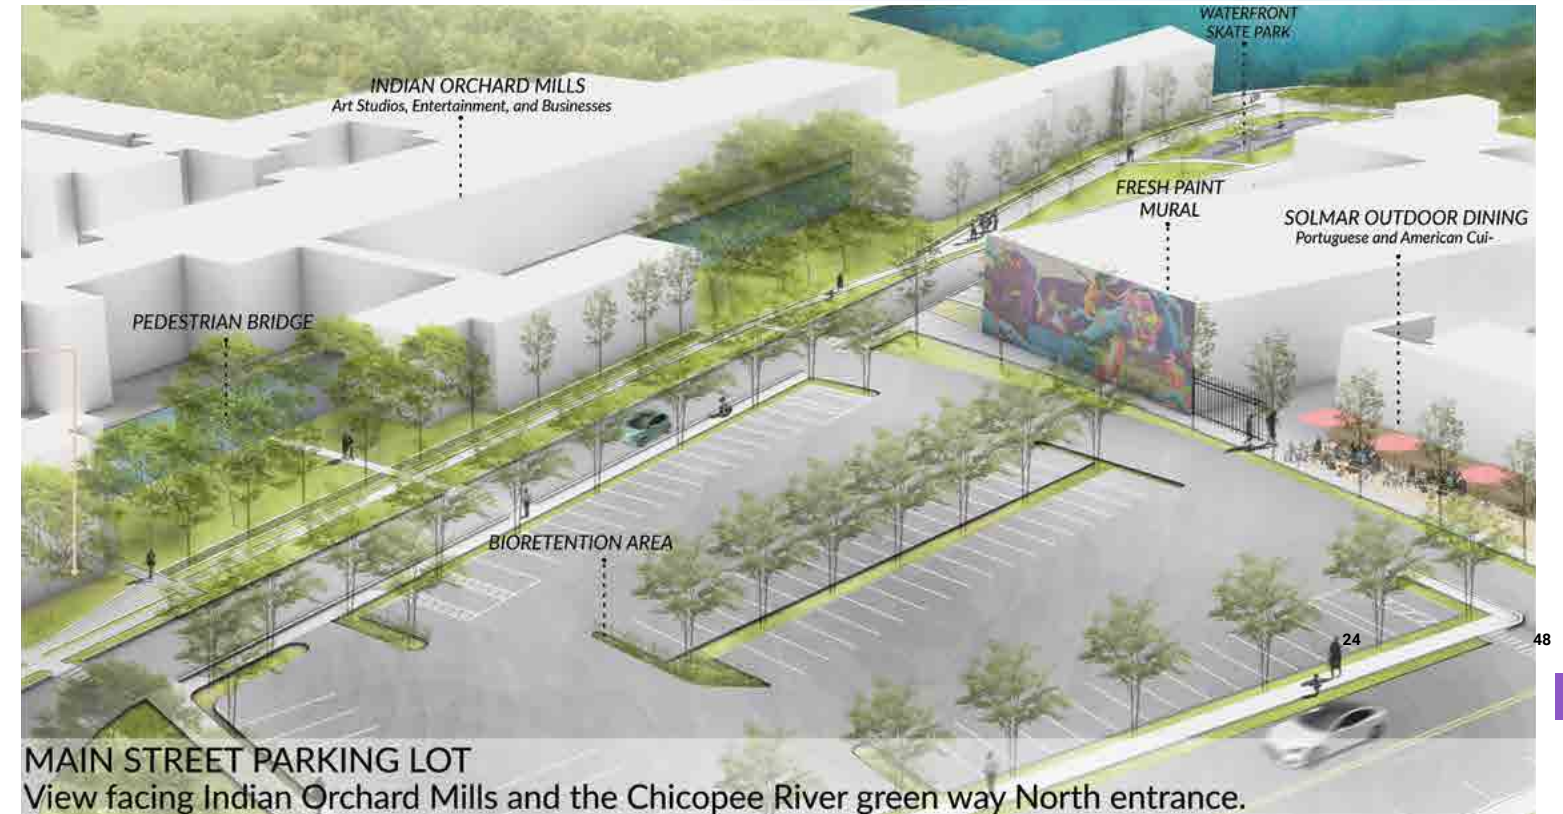 WATERFRONT
SKATE PARK
INDIAN ORCHARD MILLS
Art Studios, Entertainment, and Businesses
FRESH PAINT
MURAL
SOLMAR OUTDOOR DINING
Portuguese and American Cui-
PEDESTRIAN BRIDGE
BIORETENTION AREA
24
48
MAIN STREET PARKING LOT
View facing Indian Orchard Mills and the Chicopee River green way North entrance.